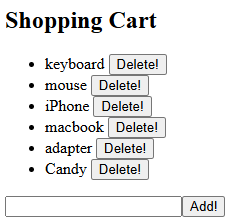 Shopping Cart
keyboard Delete!
mouse Delete!
iPhone Delete!
macbook Delete!
adapter Delete!
Candy Delete!
Add!